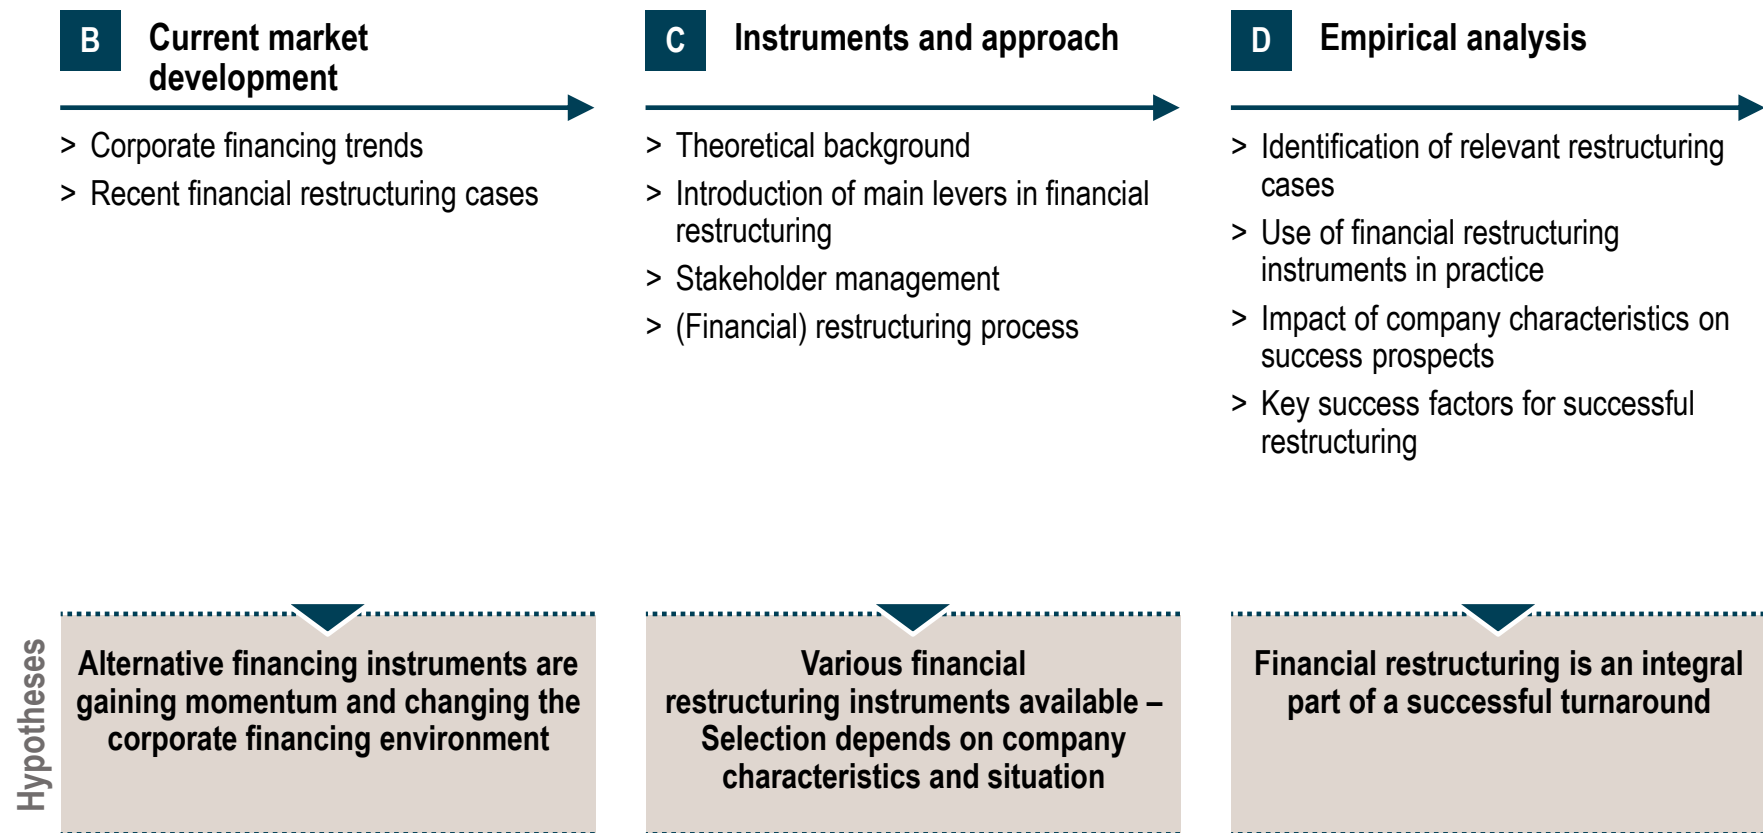 B
Current market
development
> Corporate financing trends
> Recent financial restructuring cases
C
Instruments and approach
> Theoretical background
> Introduction of main levers in financial
restructuring
> Stakeholder management
> (Financial) restructuring process
D
Empirical analysis
> Identification of relevant restructuring
cases
> Use of financial restructuring
instruments in practice
> Impact of company characteristics on
success prospects
> Key success factors for successful
restructuring
Hypotheses
Alternative financing instruments are
gaining momentum and changing the
corporate financing environment
Various financial
restructuring instruments available –
Selection depends on company
characteristics and situation
Financial restructuring is an integral
part of a successful turnaround